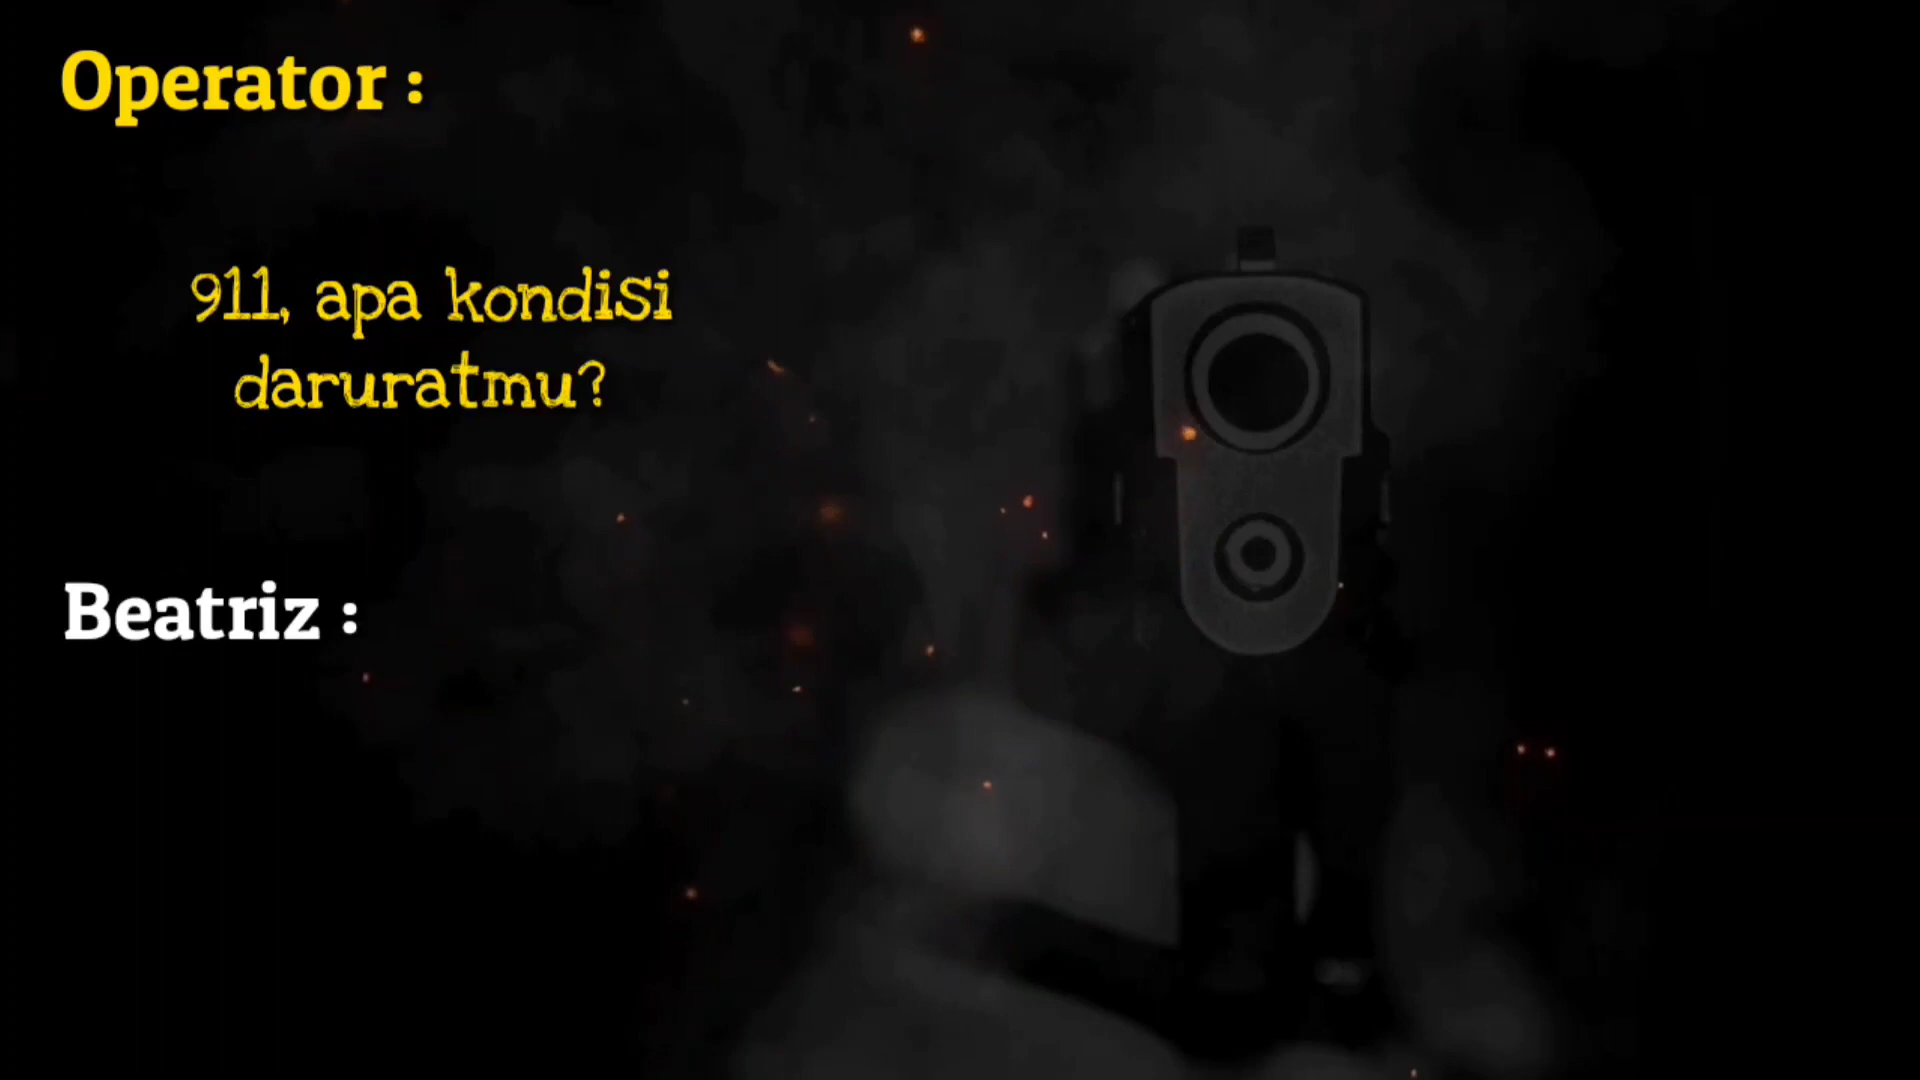 Operator :
911, apa kondisi
daruratmu?
Beatriz :